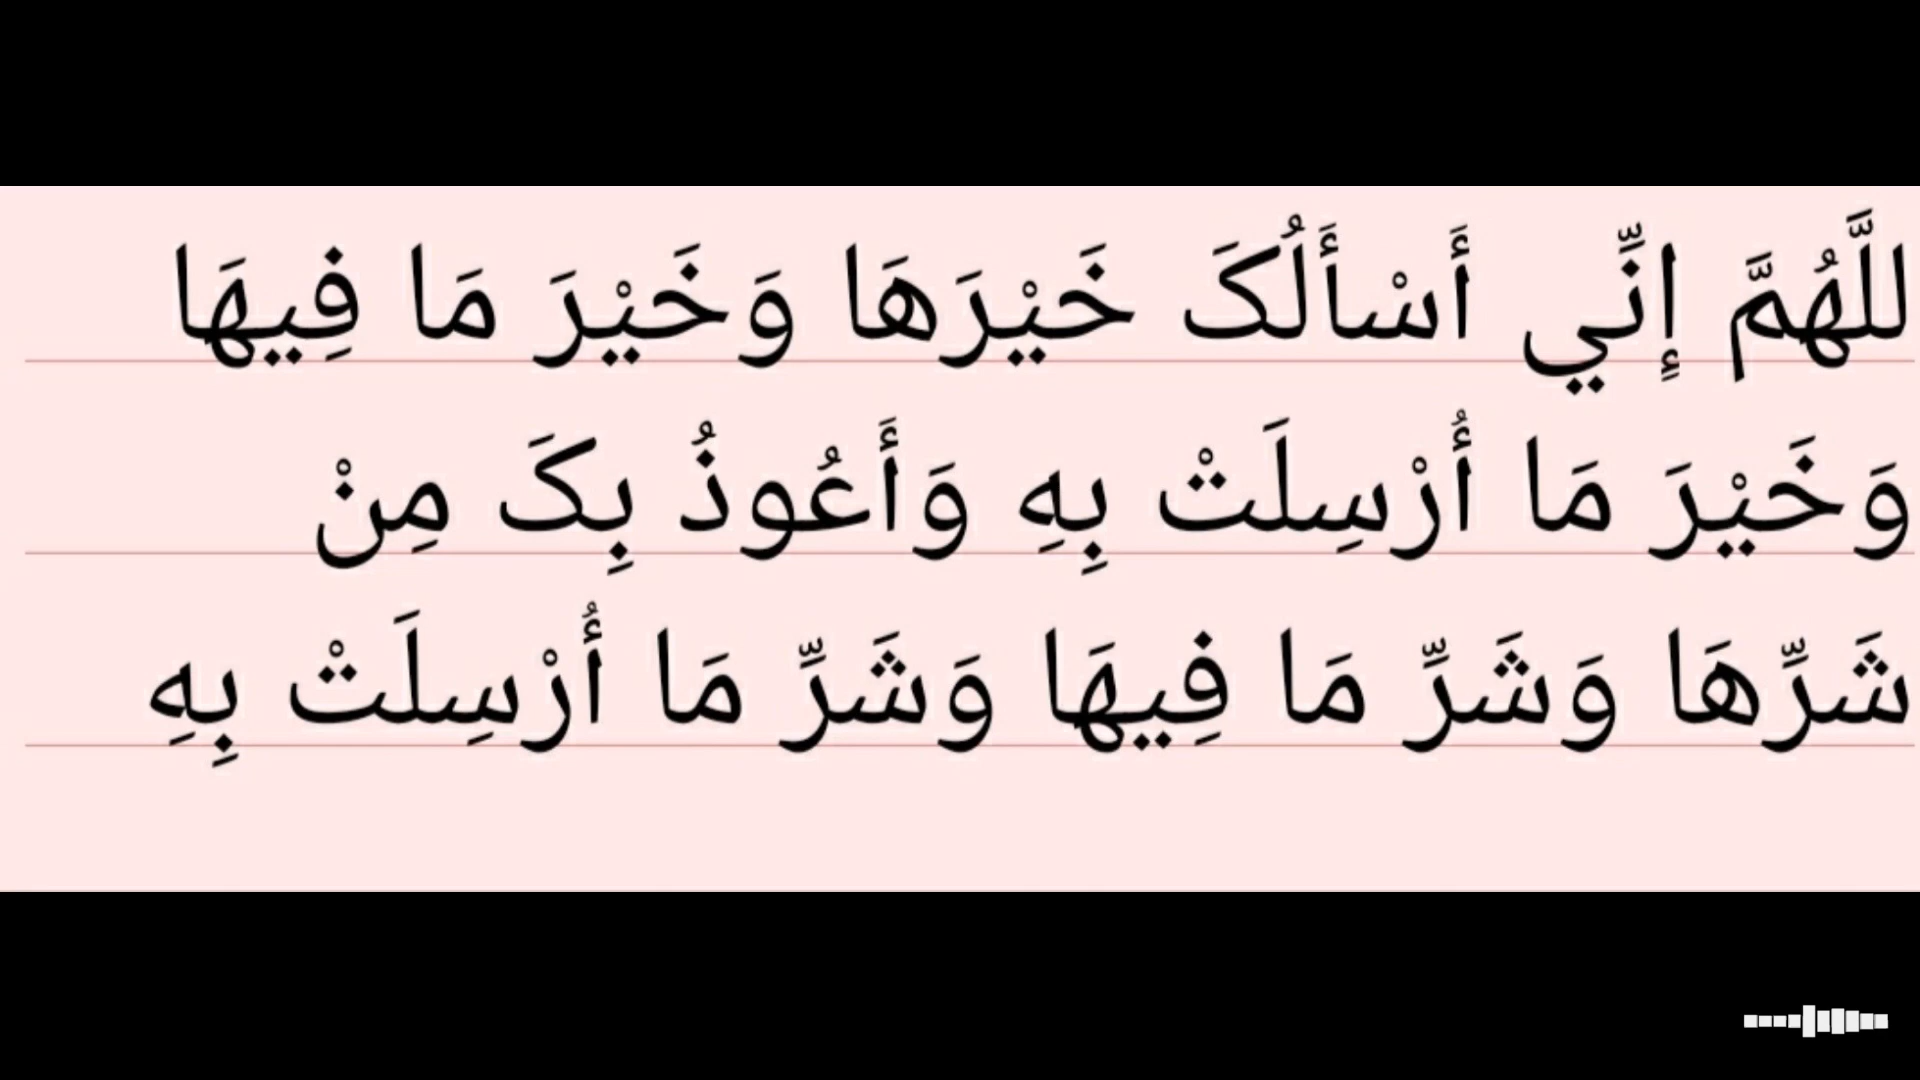 للَّهُمَّ إِنِّي أَسْأَلُکَ خَيْرَهَا وَخَيْرَ مَا فِيهَا
وَخَيْرَ مَا أُرْسِلَتْ بِهِ وَأَعُوذُ بِکَ مِنْ
شَرِّهَا وَشَرِّ مَا فِيهَا وَشَرِّ مَا أُرْسِلَتْ بِهِ